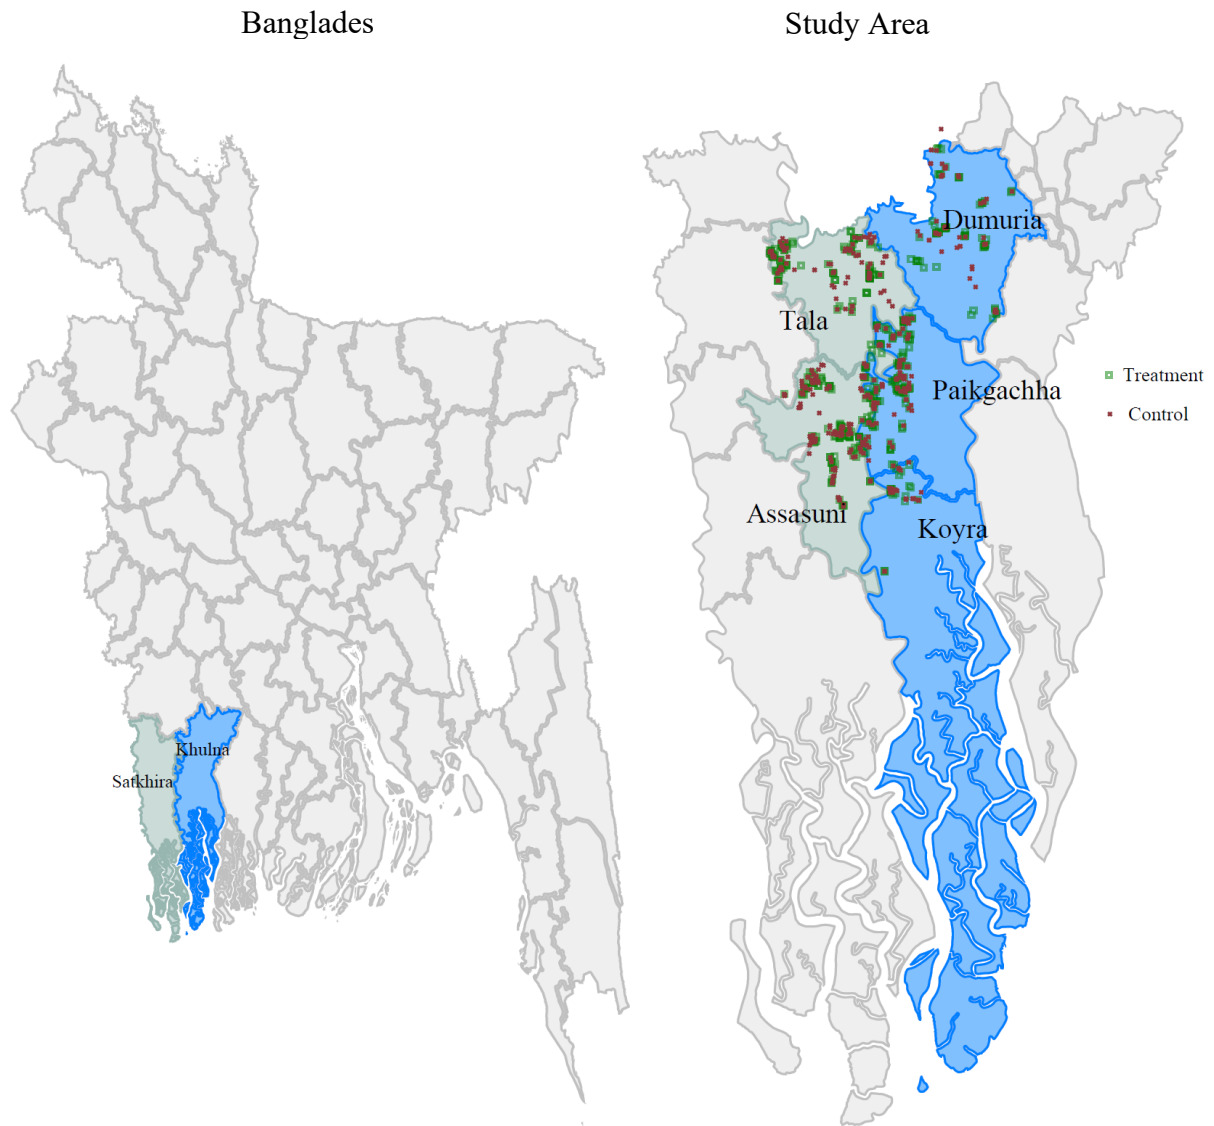 Banglades
Study Area
Dumuria
Tala
Treatment
Paikgachha
Control
Assasuni
Koyra
Khulna
Satkhira